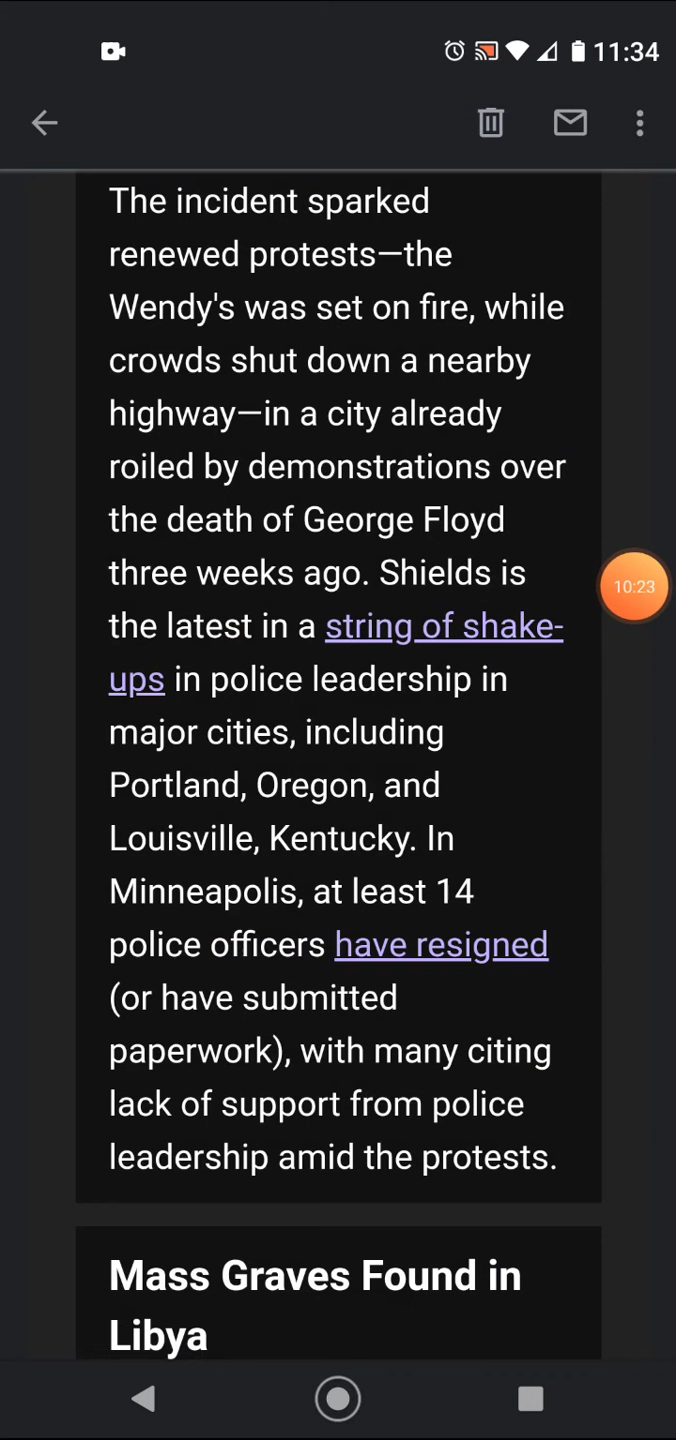 11:34
The incident sparked
renewed protests—the
Wendy's was set on fire, while
crowds shut down a nearby
highway—in a city already
roiled by demonstrations over
the death of George Floyd
three weeks ago. Shields is
10:23
the latest in a string of shake-
ups in police leadership in
major cities, including
Portland, Oregon, and
Louisville, Kentucky. In
Minneapolis, at least 14
police officers have resigned
(or have submitted
paperwork), with many citing
lack of support from police
leadership amid the protests.
Mass Graves Found in
Libya